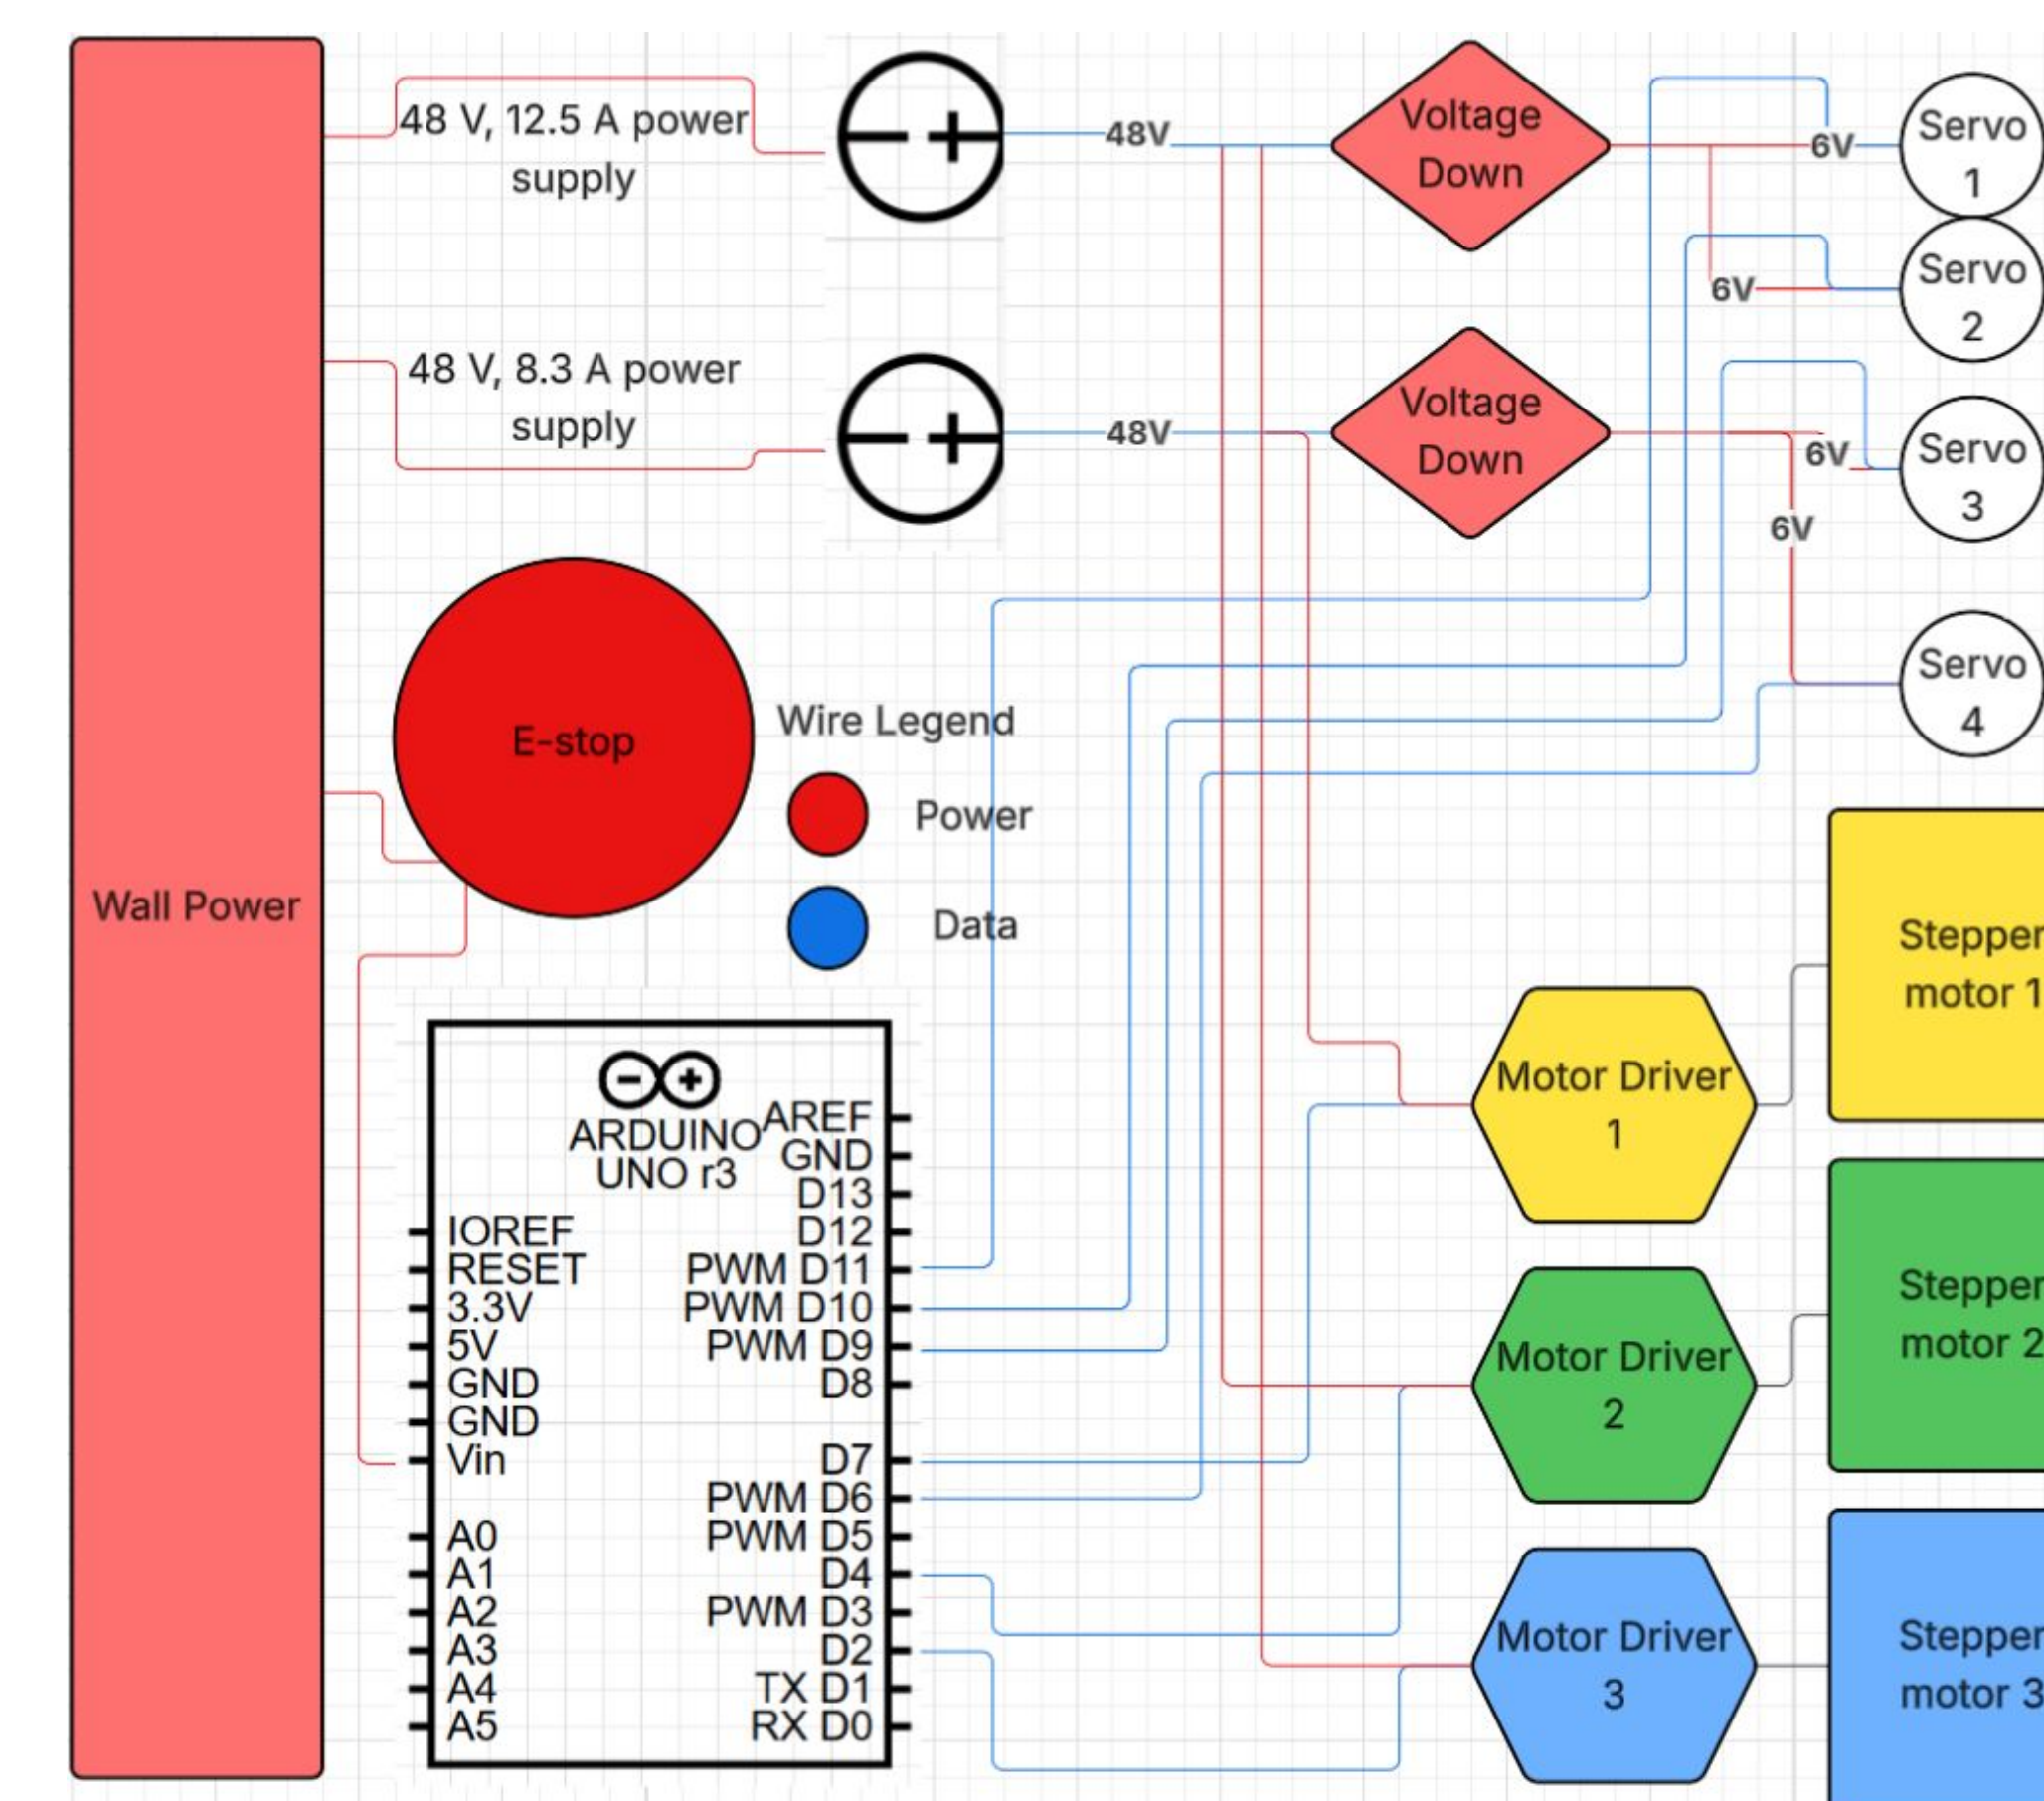 48 V, 12.5 A power
supply
48V
Voltage
Down
6V
Servo
1
6V
Servo
2
48 V, 8.3 A power
supply
48V
Voltage
Down
6V
Servo
3
6V
Servo
4
E-stop
Wire Legend
Power
Data
Wall Power
Stepper
motor 1
Motor Driver
1
Stepper
motor 2
Motor Driver
2
Stepper
motor 3
Motor Driver
3
ARDUINO
UNO r3
AREF
GND
D13
D12
PWM D11
PWM D10
PWM D9
D8
D7
PWM D6
PWM D5
D4
PWM D3
D2
TX D1
RX D0
IOREF
RESET
3.3V
5V
GND
GND
Vin
A0
A1
A2
A3
A4
A5